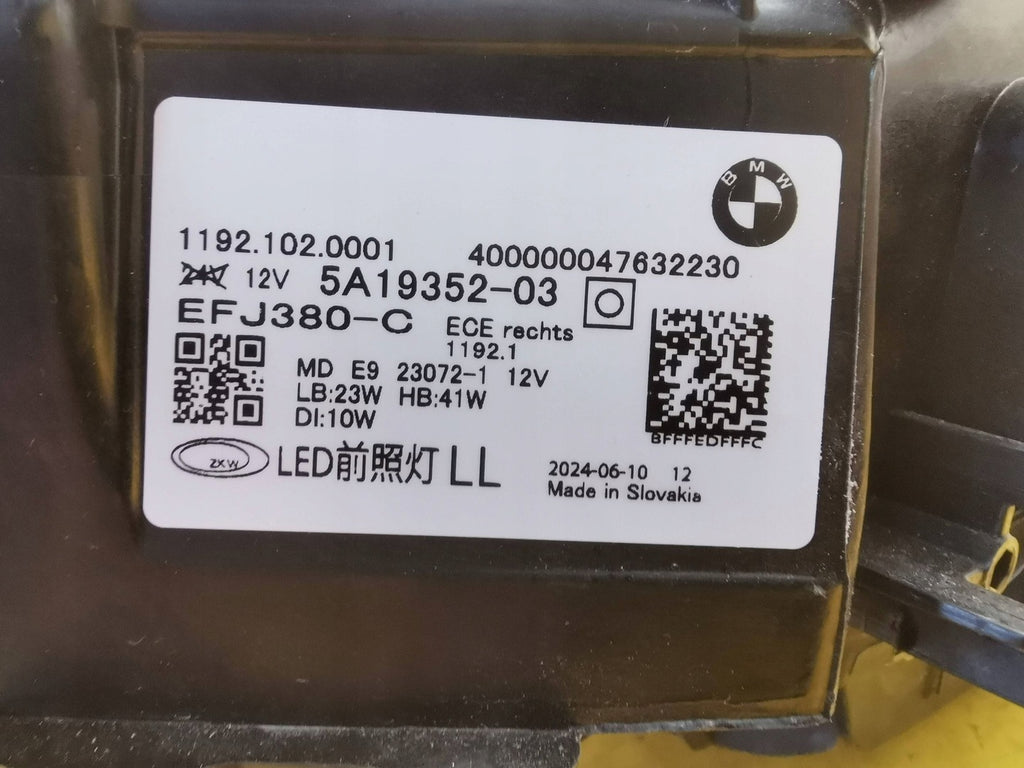 BMW
1192.102.0001 400000047632230
24V 12V 5A19352-03
EFJ380-C ECE rechts
1192.1
MD E9 23072-1 12V
LB:23W HB:41W
DI:10W
BFFFEDFFFC
ZKW LED前照灯 LL
2024-06-10 12
Made in Slovakia